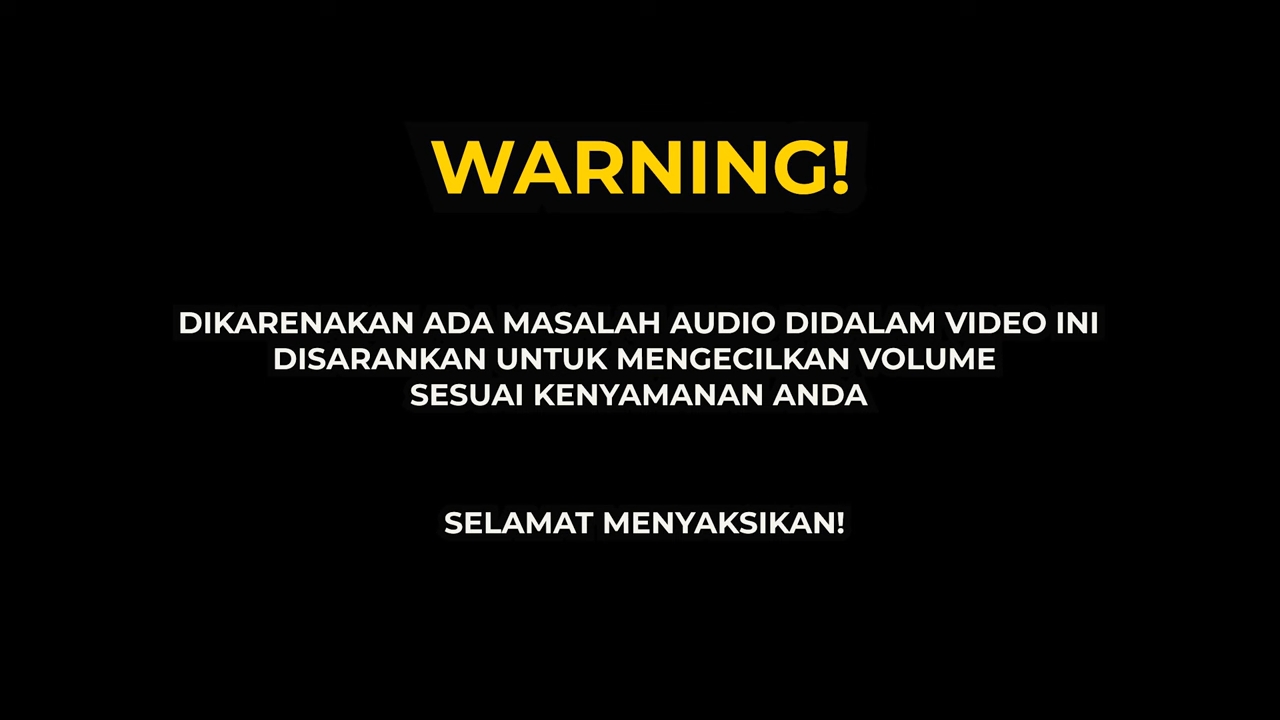 WARNING!
DIKARENAKAN ADA MASALAH AUDIO DIDALAM VIDEO INI
DISARANKAN UNTUK MENGECILKAN VOLUME
SESUAI KENYAMANAN ANDA
SELAMAT MENYAKSIKAN!